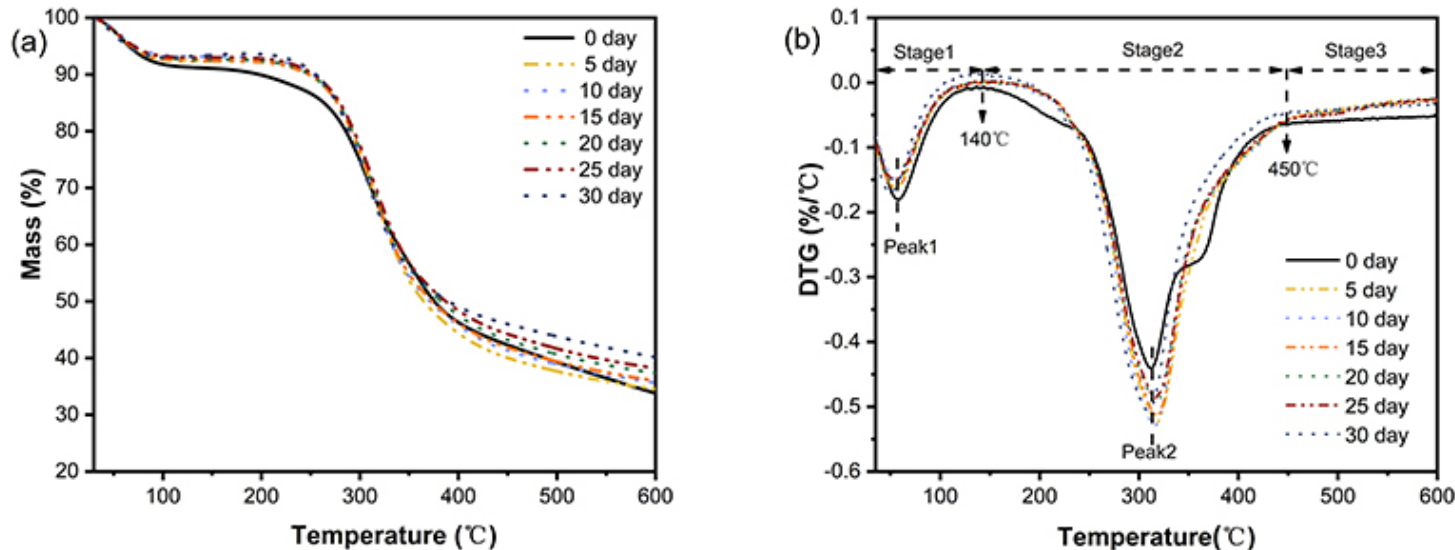 (a)
100
90
80
70
60
50
40
30
20
Mass (%)
0 day
5 day
10 day
15 day
20 day
25 day
30 day
100 200 300 400 500 600
Temperature (℃)
(b)
0.1
0.0
-0.1
-0.2
-0.3
-0.4
-0.5
-0.6
DTG (%/℃)
Stage1 Stage2 Stage3
140℃
450℃
Peak1
Peak2
0 day
5 day
10 day
15 day
20 day
25 day
30 day
100 200 300 400 500 600
Temperature(℃)